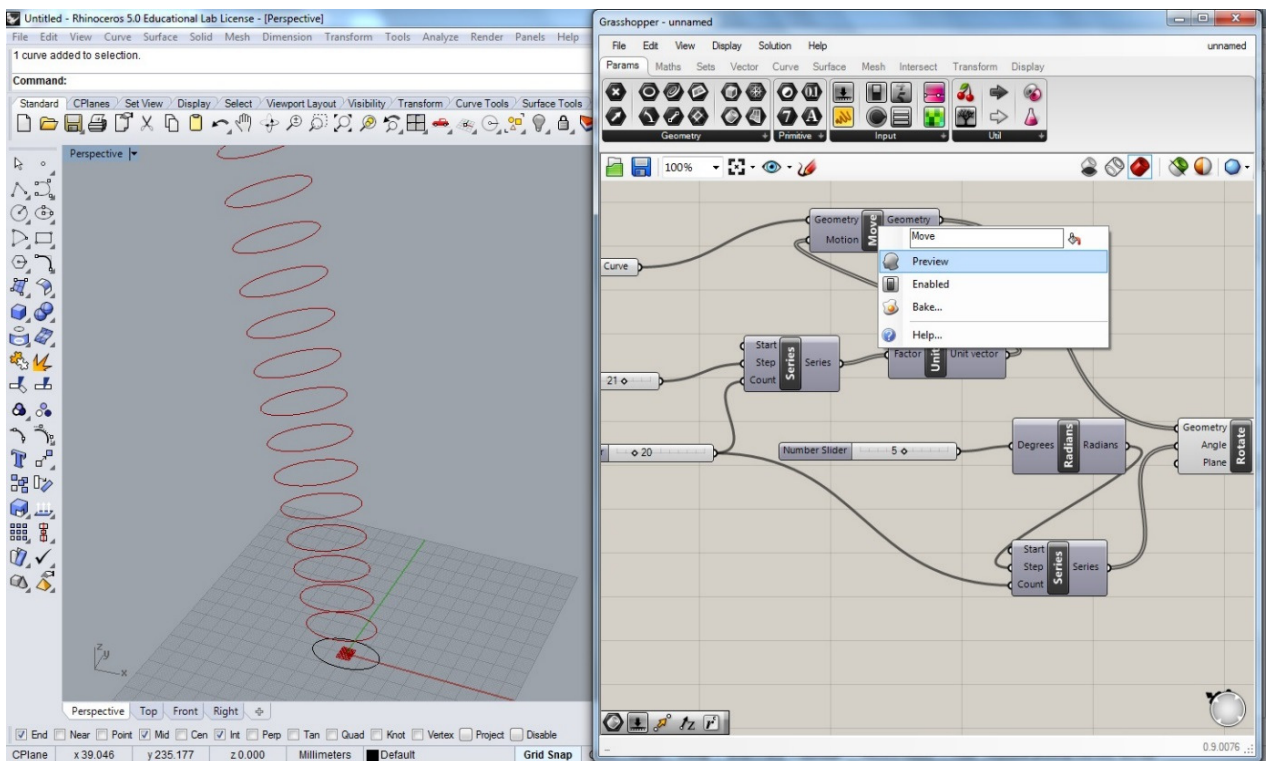 Untitled - Rhinoceros 5.0 Educational Lab License - [Perspective]
File Edit View Curve Surface Solid Mesh Dimension Transform Tools Analyze Render Panels Help
1 curve added to selection.
Command:
Standard CPlanes Set View Display Select Viewport Layout Visibility Transform Curve Tools Surface Tools
Perspective
z
y
x
Perspective Top Front Right
End Near Point Mid Cen Int Perp Tan Quad Knot Vertex Project Disable
CPlane x 39.046 y 235.177 z 0.000 Millimeters Default Grid Snap
Grasshopper - unnamed
File Edit View Display Solution Help unnamed
Params Maths Sets Vector Curve Surface Mesh Intersect Transform Display
Geometry Primitive Input Util
100%
Geometry Move Geometry
Motion
Move
Preview
Enabled
Bake...
Help...
Curve
Start
Step Series Series
Count
Factor Unit Unit vector
21
20
Number Slider 5
Degrees Radians Radians
Geometry
Angle Rotate
Plane
Start
Step Series Series
Count
0.9.0076